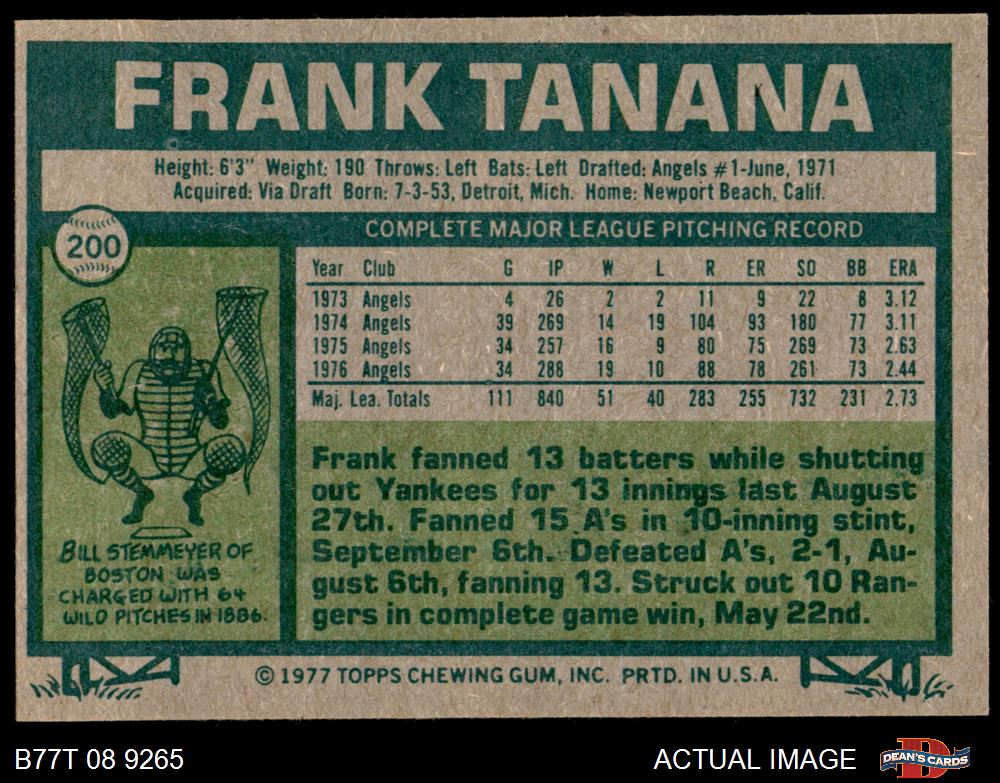 FRANK TANANA
Height: 6'3" Weight: 190 Throws: Left Bats: Left Drafted: Angels #1-June, 1971
Acquired: Via Draft Born: 7-3-53, Detroit, Mich. Home: Newport Beach, Calif.
200
COMPLETE MAJOR LEAGUE PITCHING RECORD
Year Club G IP W L R ER SO BB ERA
1973 Angels 4 26 2 2 11 9 22 8 3.12
1974 Angels 39 269 14 19 104 93 180 77 3.11
1975 Angels 34 257 16 9 80 75 269 73 2.63
1976 Angels 34 288 19 10 88 78 261 73 2.44
Maj. Lea. Totals 111 840 51 40 283 255 732 231 2.73
BILL STEMMEYER OF
BOSTON WAS
CHARGED WITH 64
WILD PITCHES IN 1886.
Frank fanned 13 batters while shutting
out Yankees for 13 innings last August
27th. Fanned 15 A's in 10-inning stint,
September 6th. Defeated A's, 2-1, Au-
gust 6th, fanning 13. Struck out 10 Ran-
gers in complete game win, May 22nd.
© 1977 TOPPS CHEWING GUM, INC. PRTD. IN U.S.A.
B77T 08 9265
ACTUAL IMAGE
DEAN'S CARDS